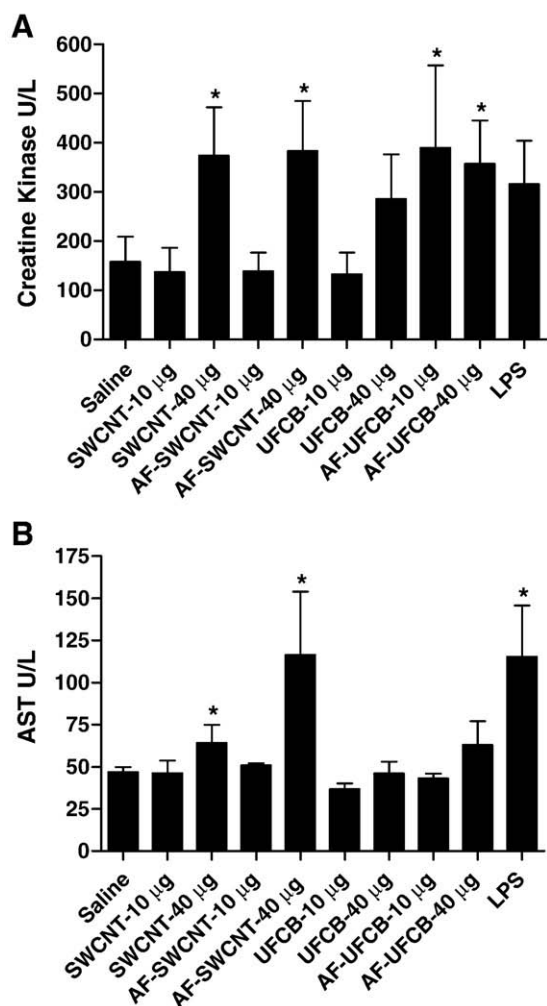 A
Creatine Kinase U/L
600
500
400
300
200
100
0
* * * *
Saline
SWCNT-10 µg
SWCNT-40 µg
AF-SWCNT-10 µg
AF-SWCNT-40 µg
UFCB-10 µg
UFCB-40 µg
AF-UFCB-10 µg
AF-UFCB-40 µg
LPS
B
AST U/L
175
150
125
100
75
50
25
0
* * *
Saline
SWCNT-10 µg
SWCNT-40 µg
AF-SWCNT-10 µg
AF-SWCNT-40 µg
UFCB-10 µg
UFCB-40 µg
AF-UFCB-10 µg
AF-UFCB-40 µg
LPS